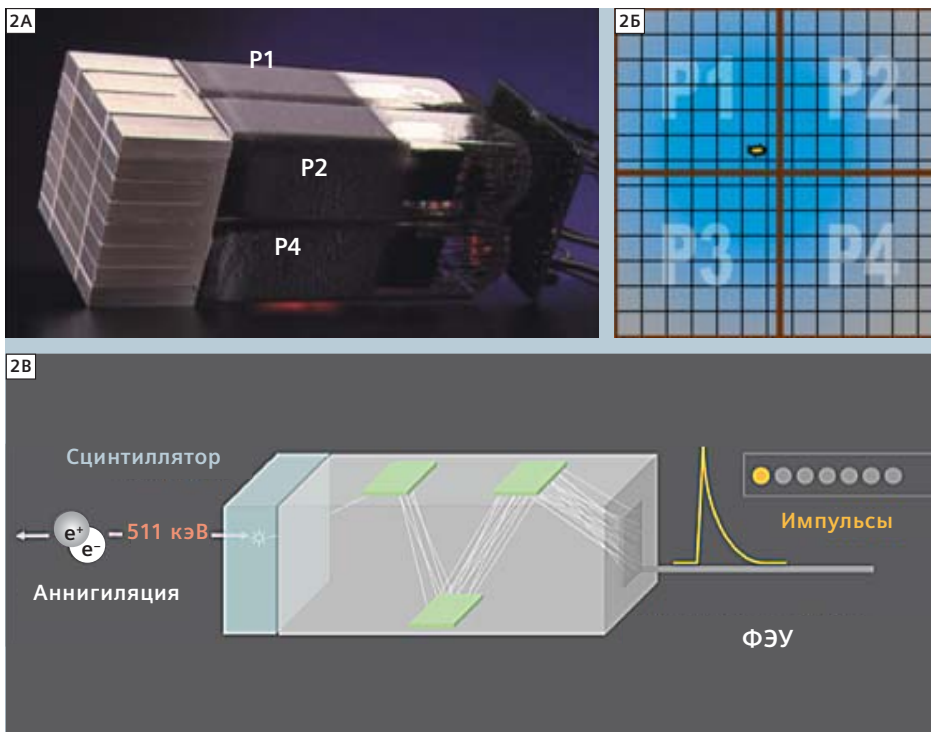 2А
P1
P2
P4
2Б
P1
P2
P3
P4
2В
Сцинтиллятор
e⁺
e⁻
511 кэВ
Аннигиляция
Импульсы
ФЭУ